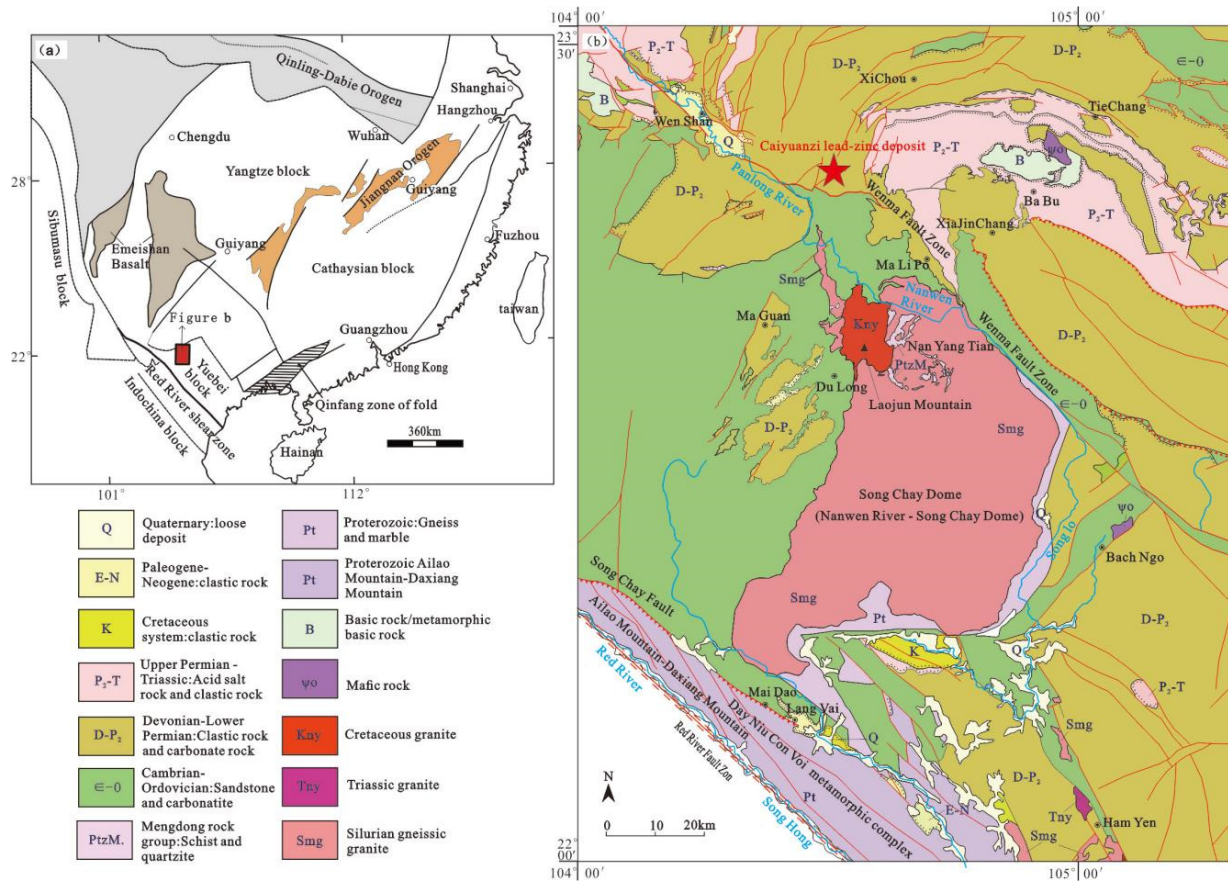 (a)
Qinling-Dabie Orogen
Shanghai
Hangzhou
Chengdu
Wuhan
Yangtze block
Jiangnan Orogen
Guiyang
28°
Sibumasu block
Emeishan
Basalt
Guiyang
Fuzhou
Cathaysian block
taiwan
Figure b
Guangzhou
22°
Yuebei
block
Hong Kong
Red River shear zone
Indochina block
Qinfang zone of fold
360km
Hainan
101°
112°
Q
Quaternary:loose
deposit
E-N
Paleogene-
Neogene:clastic rock
K
Cretaceous
system:clastic rock
P₂-T
Upper Permian -
Triassic:Acid salt
rock and clastic rock
D-P₂
Devonian-Lower
Permian:Clastic rock
and carbonate rock
∈-0
Cambrian-
Ordovician:Sandstone
and carbonatite
PtzM.
Mengdong rock
group:Schist and
quartzite
Pt
Proterozoic:Gneiss
and marble
Pt
Proterozoic Ailao
Mountain-Daxiang
Mountain
B
Basic rock/metamorphic
basic rock
ψo
Mafic rock
Kny
Cretaceous granite
Tny
Triassic granite
Smg
Silurian gneissic
granite
104° 00′
105° 00′
23°
30′
(b)
P₂-T
D-P₂
XiChou
∈-0
B
Wen Shan
TieChang
Q
Caiyuanzi lead-zinc deposit
P₂-T
ψo
B
D-P₂
Panlong River
Wenma Fault Zone
Ba Bu
P₂-T
XiaJinChang
Smg
Ma Li Po
Nanwen
River
Ma Guan
Kny
Wenma Fault Zone
D-P₂
Nan Yang Tian
PtzM.
Du Long
Laojun Mountain
∈-0
D-P₂
Smg
Song Chay Dome
(Nanwen River - Song Chay Dome)
Q
Song lo
ψo
Bach Ngo
Song Chay Fault
Smg
Ailao Mountain-Daxiang Mountain
Pt
D-P₂
Red River
K
Q
Mai Dao
Lang Vai
P₂-T
Day Niu Con Voi metamorphic complex
Smg
Q
Red River Fault Zon
N
D-P₂
Pt
E-N
0 10 20km
Song Hong
Tny
Ham Yen
Smg
22°
00′
104° 00′
105° 00′